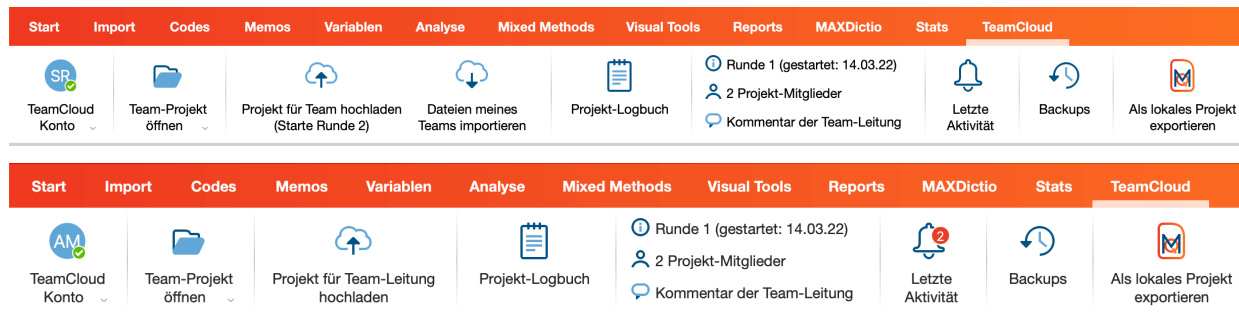 Start Import Codes Memos Variablen Analyse Mixed Methods Visual Tools Reports MAXDictio Stats TeamCloud
SR
TeamCloud
Konto
Team-Projekt
öffnen
Projekt für Team hochladen
(Starte Runde 2)
Dateien meines
Teams importieren
Projekt-Logbuch
Runde 1 (gestartet: 14.03.22)
2 Projekt-Mitglieder
Kommentar der Team-Leitung
Letzte
Aktivität
Backups
Als lokales Projekt
exportieren
Start Import Codes Memos Variablen Analyse Mixed Methods Visual Tools Reports MAXDictio Stats TeamCloud
AM
TeamCloud
Konto
Team-Projekt
öffnen
Projekt für Team-Leitung
hochladen
Projekt-Logbuch
Runde 1 (gestartet: 14.03.22)
2 Projekt-Mitglieder
Kommentar der Team-Leitung
2
Letzte
Aktivität
Backups
Als lokales Projekt
exportieren